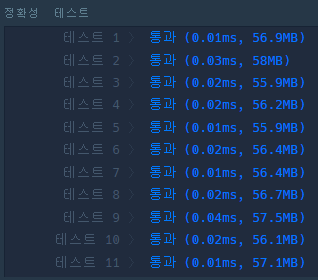 정확성 테스트
테스트 1 〉 통과 (0.01ms, 56.9MB)
테스트 2 〉 통과 (0.03ms, 58MB)
테스트 3 〉 통과 (0.02ms, 55.9MB)
테스트 4 〉 통과 (0.02ms, 56.2MB)
테스트 5 〉 통과 (0.01ms, 55.9MB)
테스트 6 〉 통과 (0.02ms, 56.4MB)
테스트 7 〉 통과 (0.01ms, 56.4MB)
테스트 8 〉 통과 (0.02ms, 56.7MB)
테스트 9 〉 통과 (0.04ms, 57.5MB)
테스트 10 〉 통과 (0.02ms, 56.1MB)
테스트 11 〉 통과 (0.01ms, 57.1MB)